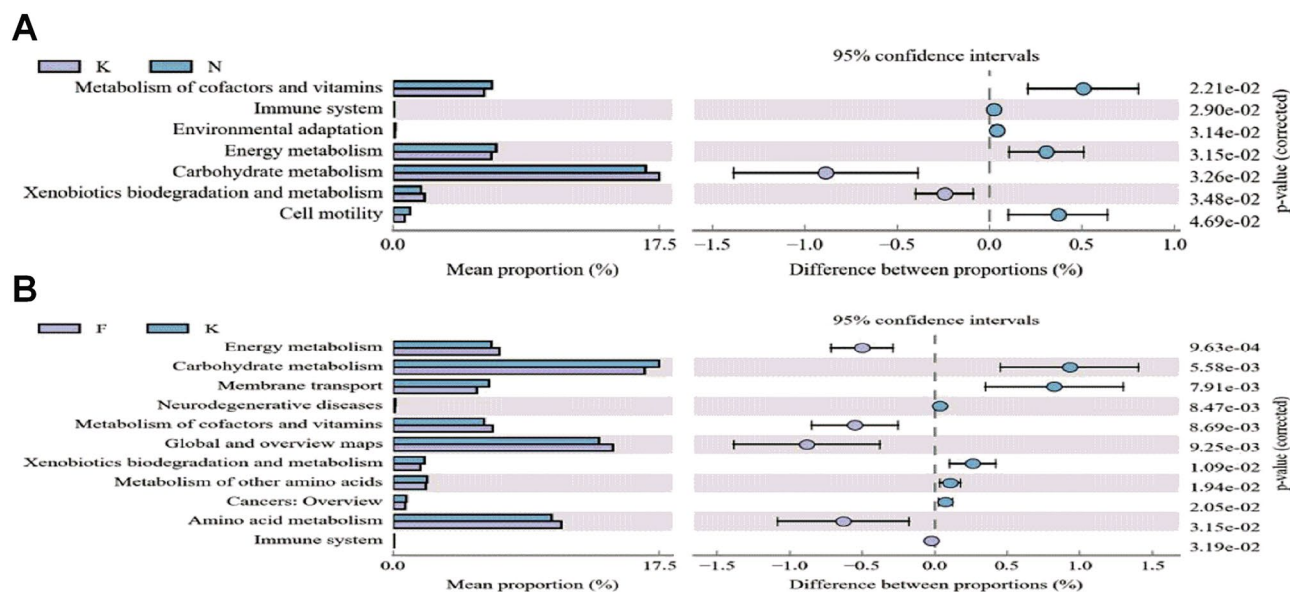 A
K N
95% confidence intervals
Metabolism of cofactors and vitamins 2.21e-02
Immune system 2.90e-02
Environmental adaptation 3.14e-02
Energy metabolism 3.15e-02
Carbohydrate metabolism 3.26e-02
Xenobiotics biodegradation and metabolism 3.48e-02
Cell motility 4.69e-02
p-value (corrected)
0.0 17.5 −1.5 −1.0 −0.5 0.0 0.5 1.0
Mean proportion (%) Difference between proportions (%)
B
F K
95% confidence intervals
Energy metabolism 9.63e-04
Carbohydrate metabolism 5.58e-03
Membrane transport 7.91e-03
Neurodegenerative diseases 8.47e-03
Metabolism of cofactors and vitamins 8.69e-03
Global and overview maps 9.25e-03
Xenobiotics biodegradation and metabolism 1.09e-02
Metabolism of other amino acids 1.94e-02
Cancers: Overview 2.05e-02
Amino acid metabolism 3.15e-02
Immune system 3.19e-02
p-value (corrected)
0.0 17.5 −1.5 −1.0 −0.5 0.0 0.5 1.0 1.5
Mean proportion (%) Difference between proportions (%)